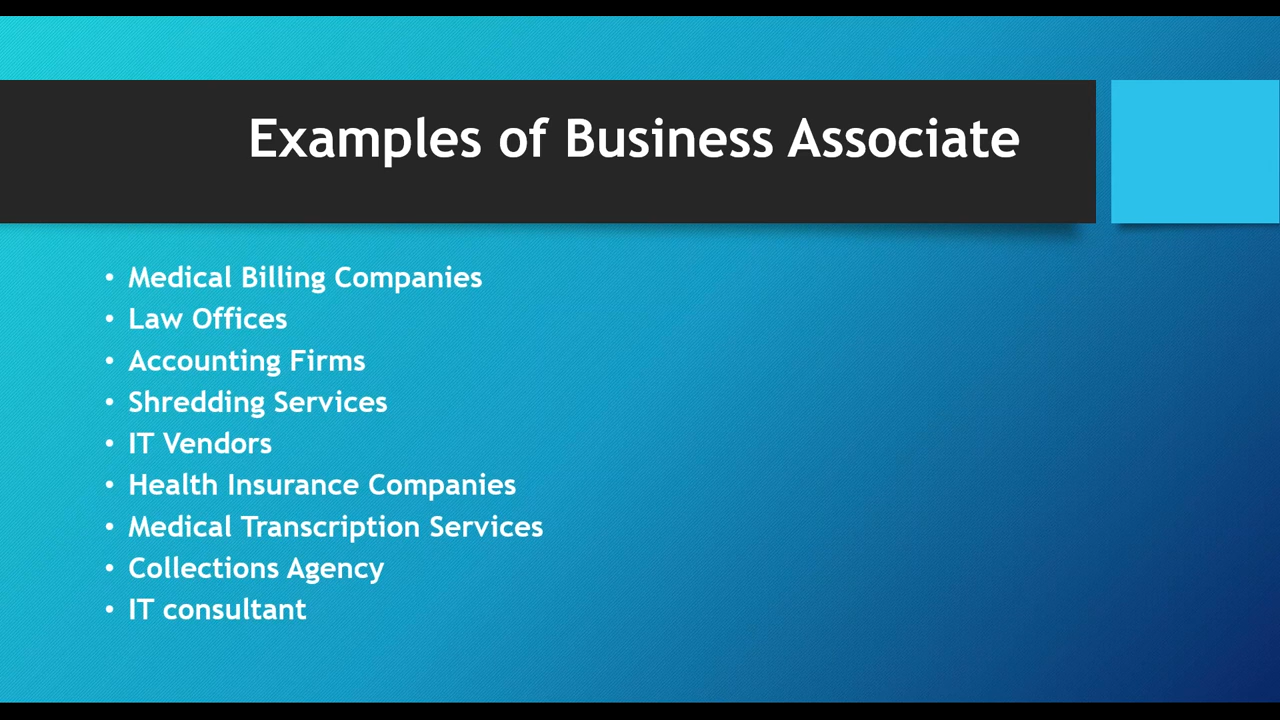 Examples of Business Associate
• Medical Billing Companies
• Law Offices
• Accounting Firms
• Shredding Services
• IT Vendors
• Health Insurance Companies
• Medical Transcription Services
• Collections Agency
• IT consultant